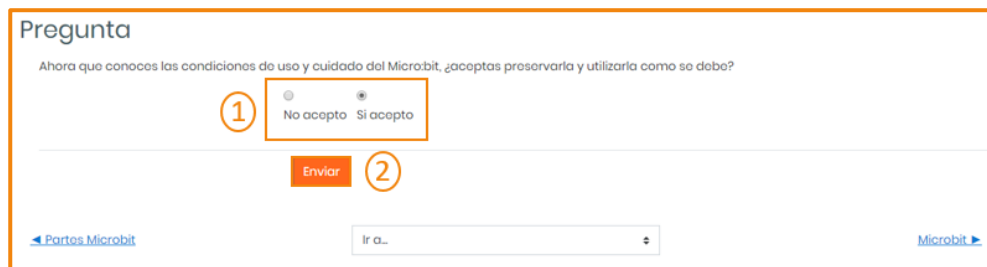 Pregunta
Ahora que conoces las condiciones de uso y cuidado del Micro:bit, ¿aceptas preservarla y utilizarla como se debe?
1
No acepto Si acepto
Enviar 2
◄ Partes Microbit Ir a... Microbit ►